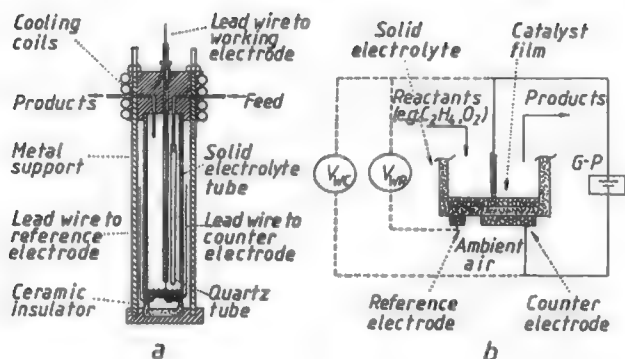 Cooling
coils
Lead wire to
working
electrode
Products
Feed
Metal
support
Solid
electrolyte
tube
Lead wire to
reference
electrode
Lead wire to
counter
electrode
Ceramic
insulator
Quartz
tube
a
Solid
electrolyte
Catalyst
film
Reactants
(eg.C2H4,O2)
Products
VWC
VWR
G-P
Ambient
air
Reference
electrode
Counter
electrode
b